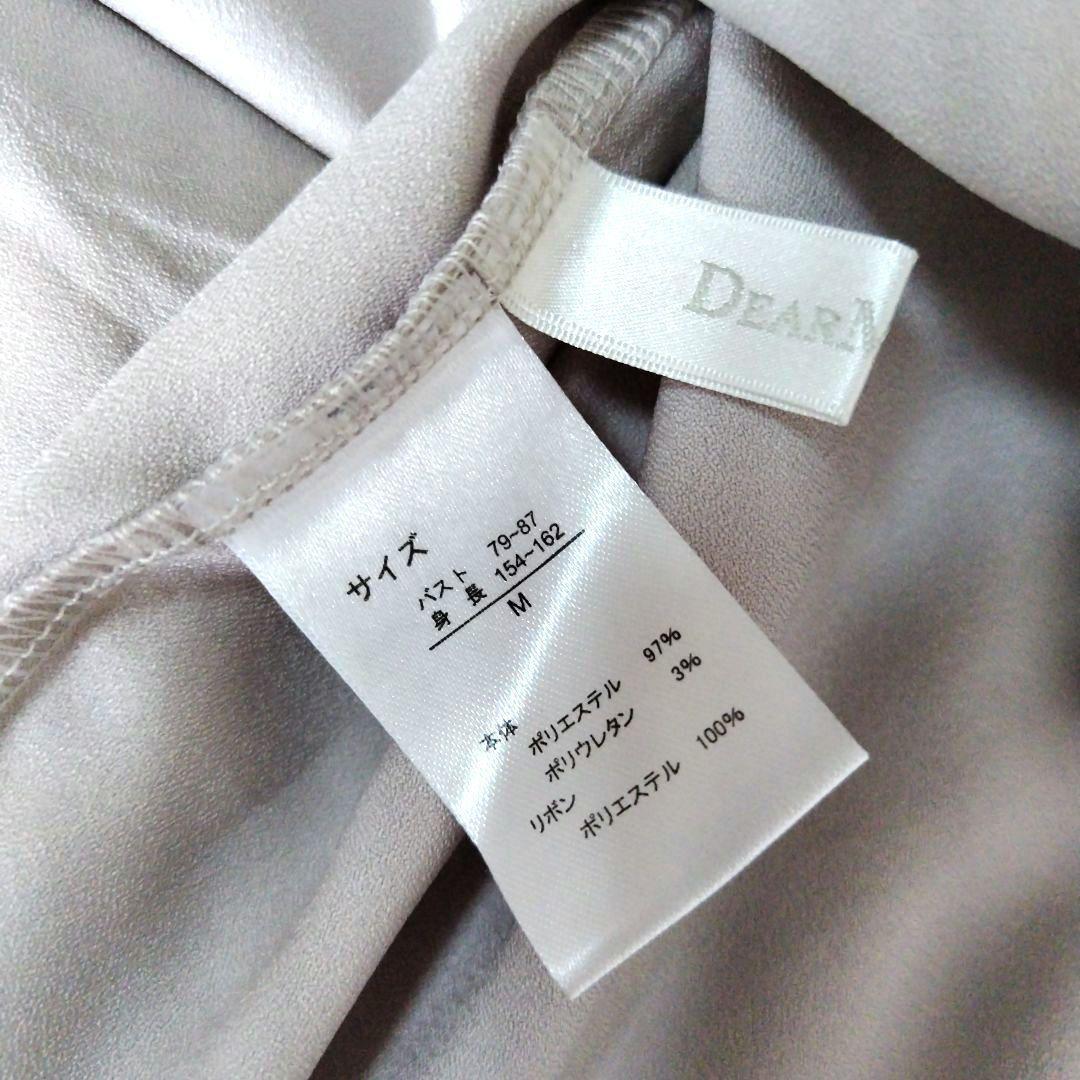 DEAR
サイズ
バスト 79~87
身長 154~162
M
本体 ポリエステル 97%
ポリウレタン 3%
リボン
ポリエステル 100%